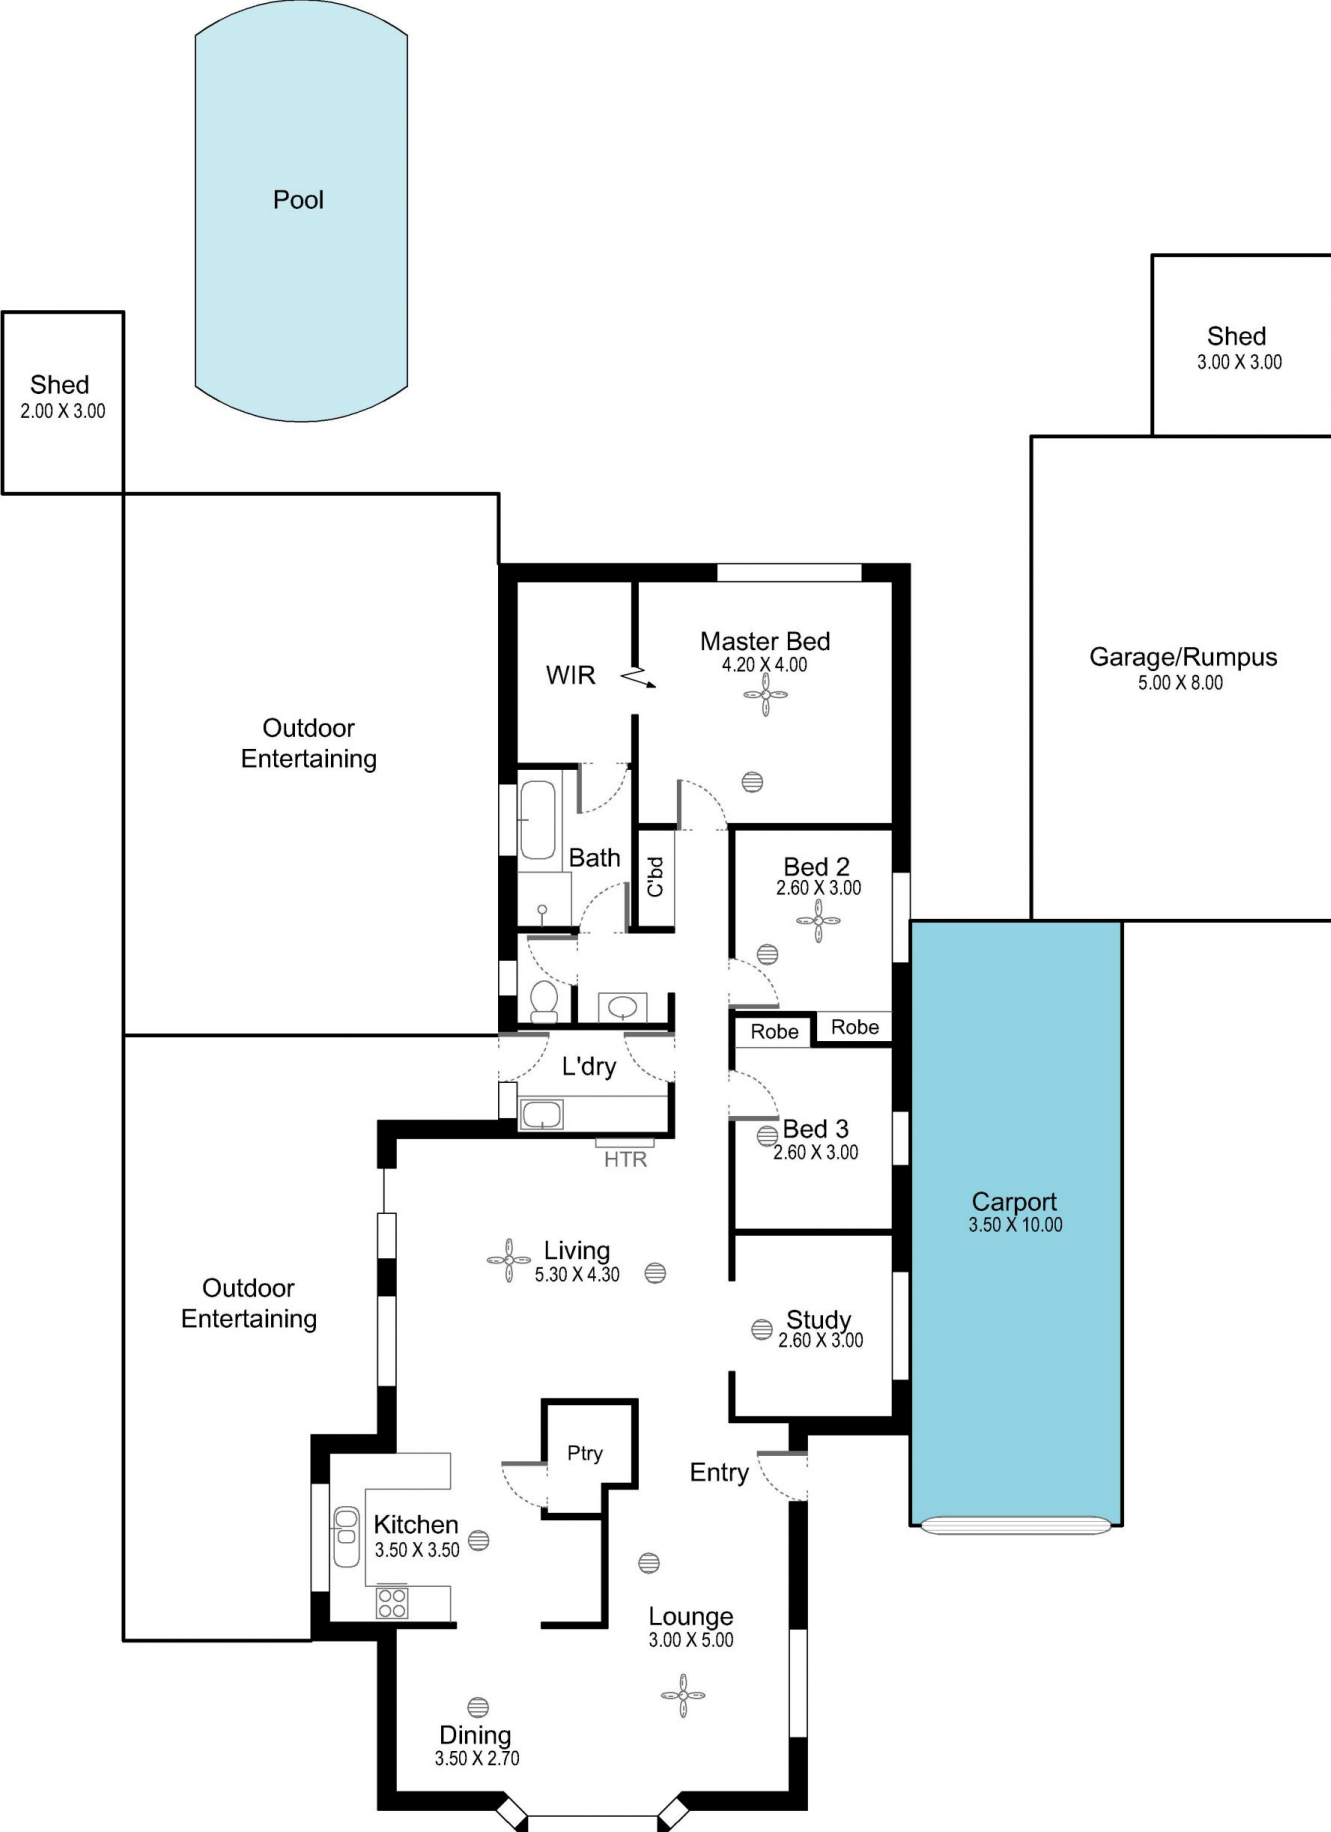 Pool
Shed
3.00 X 3.00
Shed
2.00 X 3.00
Master Bed
4.20 X 4.00
WIR
Garage/Rumpus
5.00 X 8.00
Outdoor
Entertaining
Bath
C'bd
Bed 2
2.60 X 3.00
Robe
Robe
L'dry
Bed 3
2.60 X 3.00
HTR
Carport
3.50 X 10.00
Living
5.30 X 4.30
Outdoor
Entertaining
Study
2.60 X 3.00
Ptry
Entry
Kitchen
3.50 X 3.50
Lounge
3.00 X 5.00
Dining
3.50 X 2.70